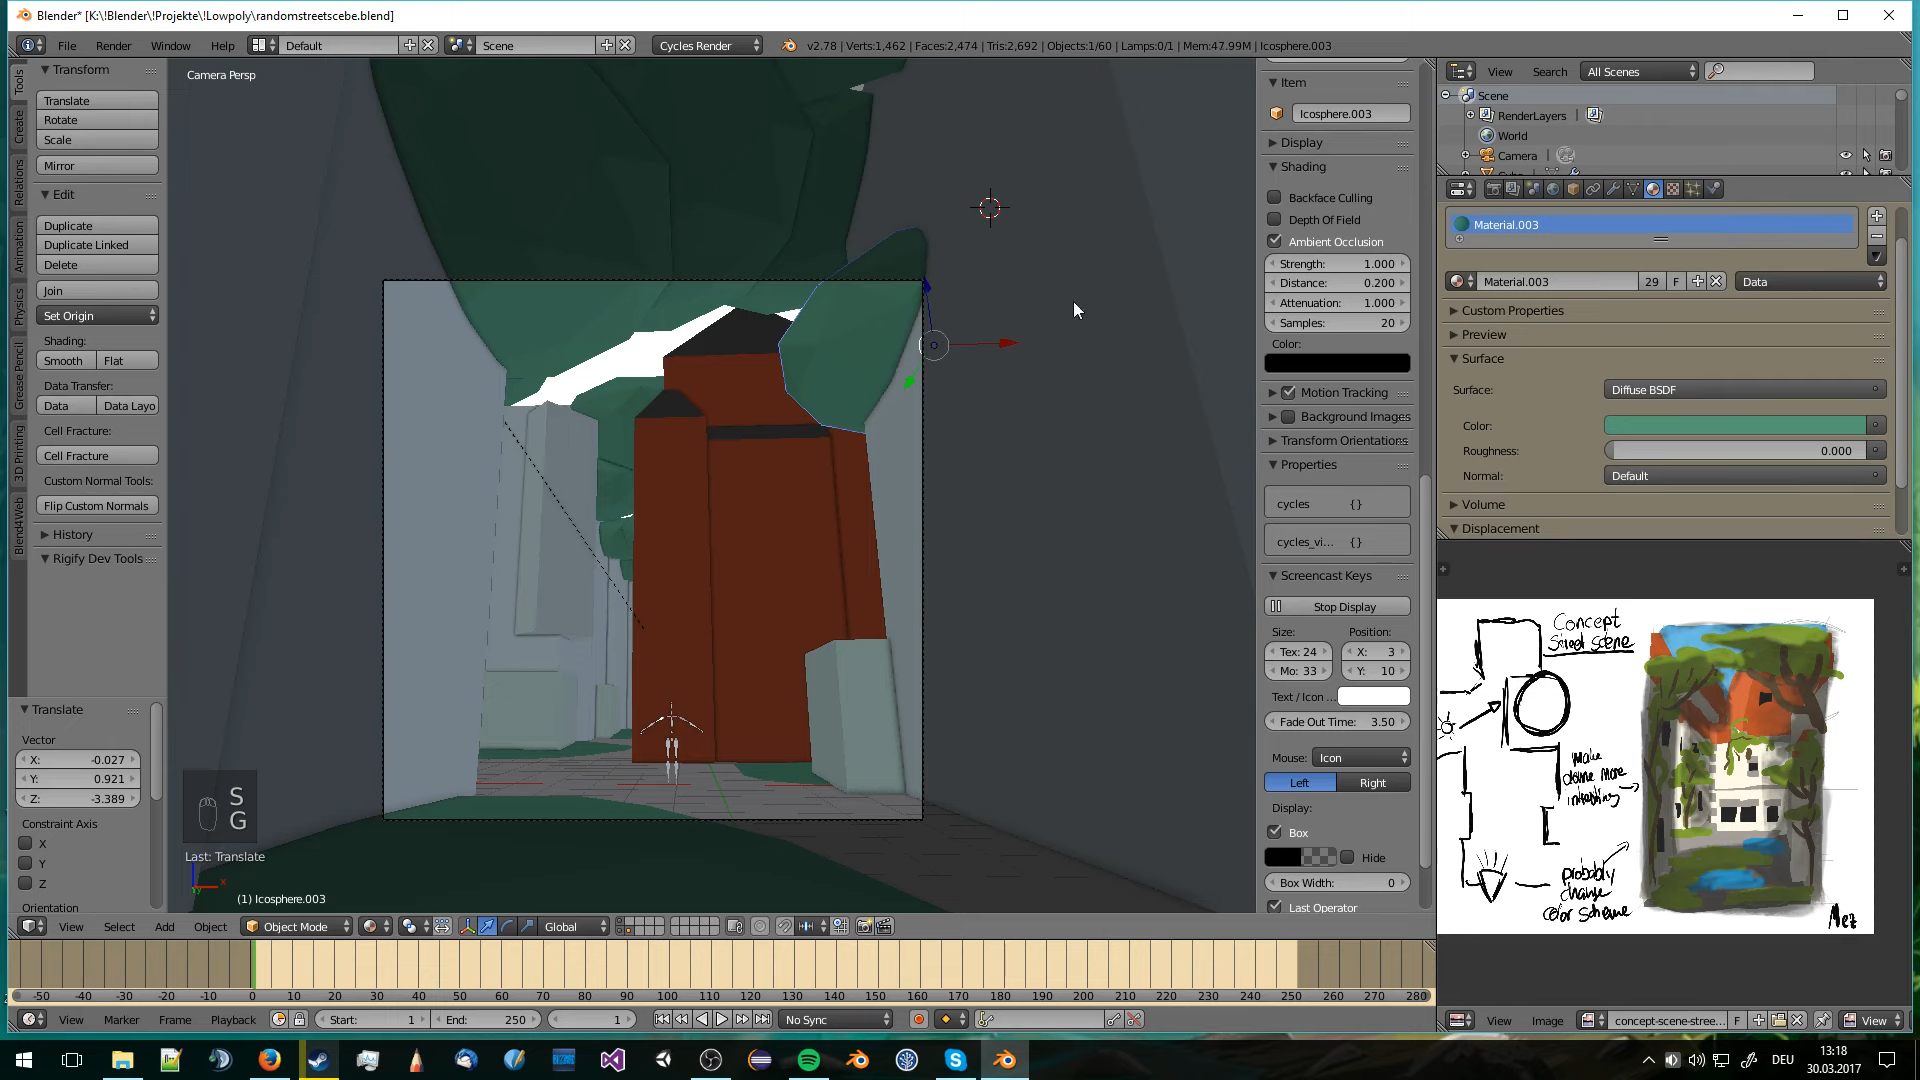 Blender* [K:\!Blender\!Projekte\!Lowpoly\randomstreetscebe.blend]
File Render Window Help Default Scene Cycles Render v2.78 | Verts:1,462 | Faces:2,474 | Tris:2,692 | Objects:1/60 | Lamps:0/1 | Mem:47.99M | Icosphere.003
Tools
Create
Relations
Animation
Physics
Grease Pencil
3D Printing
Blend4Web
Transform
Translate
Rotate
Scale
Mirror
Edit
Duplicate
Duplicate Linked
Delete
Join
Set Origin
Shading:
Smooth Flat
Data Transfer:
Data Data Layo
Cell Fracture:
Cell Fracture
Custom Normal Tools:
Flip Custom Normals
History
Rigify Dev Tools
Translate
Vector
X: -0.027
Y: 0.921
Z: -3.389
Constraint Axis
X
Y
Z
Orientation
Camera Persp
S
G
Last: Translate
(1) Icosphere.003
Item
Icosphere.003
Display
Shading
Backface Culling
Depth Of Field
Ambient Occlusion
Strength: 1.000
Distance: 0.200
Attenuation: 1.000
Samples: 20
Color:
Motion Tracking
Background Images
Transform Orientations
Properties
cycles {}
cycles_vi... {}
Screencast Keys
Stop Display
Size: Position:
Tex: 24 X: 3
Mo: 33 Y: 10
Text / Icon ...
Fade Out Time: 3.50
Mouse: Icon
Left Right
Display:
Box
Hide
Box Width: 0
Last Operator
View Search All Scenes
Scene
RenderLayers |
World
Camera |
Material.003
Material.003 29 F Data
Custom Properties
Preview
Surface
Surface: Diffuse BSDF
Color:
Roughness: 0.000
Normal: Default
Volume
Displacement
Concept
Street Scene
make
dome more
interesting
probably
change
color scheme
Mez
View Select Add Object Object Mode Global
-50 -40 -30 -20 -10 0 10 20 30 40 50 60 70 80 90 100 110 120 130 140 150 160 170 180 190 200 210 220 230 240 250 260 270 280
View Marker Frame Playback Start: 1 End: 250 1 No Sync
View Image concept-scene-stree... F View
DEU
13:18
30.03.2017